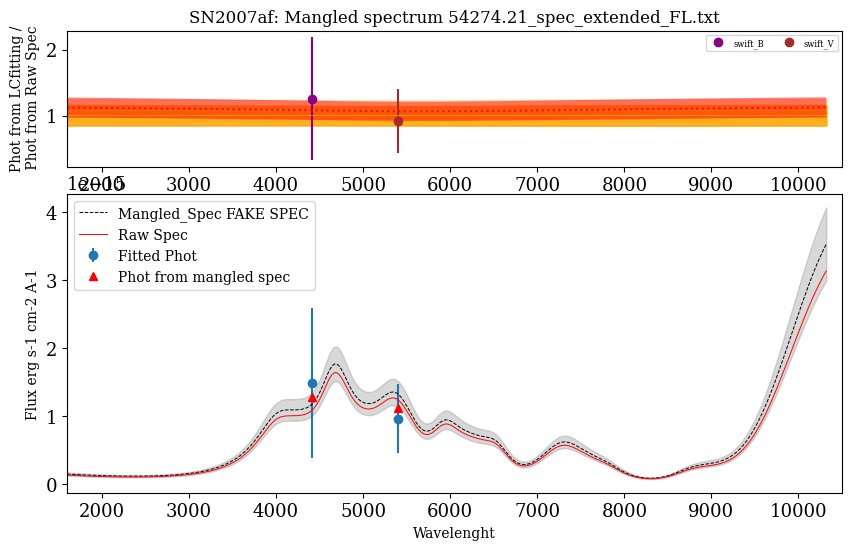 SN2007af: Mangled spectrum 54274.21_spec_extended_FL.txt
Phot from LCfitting /
Phot from Raw Spec
2
1
swift_B swift_V
2000 3000 4000 5000 6000 7000 8000 9000 10000
1e−15
Flux erg s-1 cm-2 A-1
4
3
2
1
0
Mangled_Spec FAKE SPEC
Raw Spec
Fitted Phot
Phot from mangled spec
2000 3000 4000 5000 6000 7000 8000 9000 10000
Wavelenght